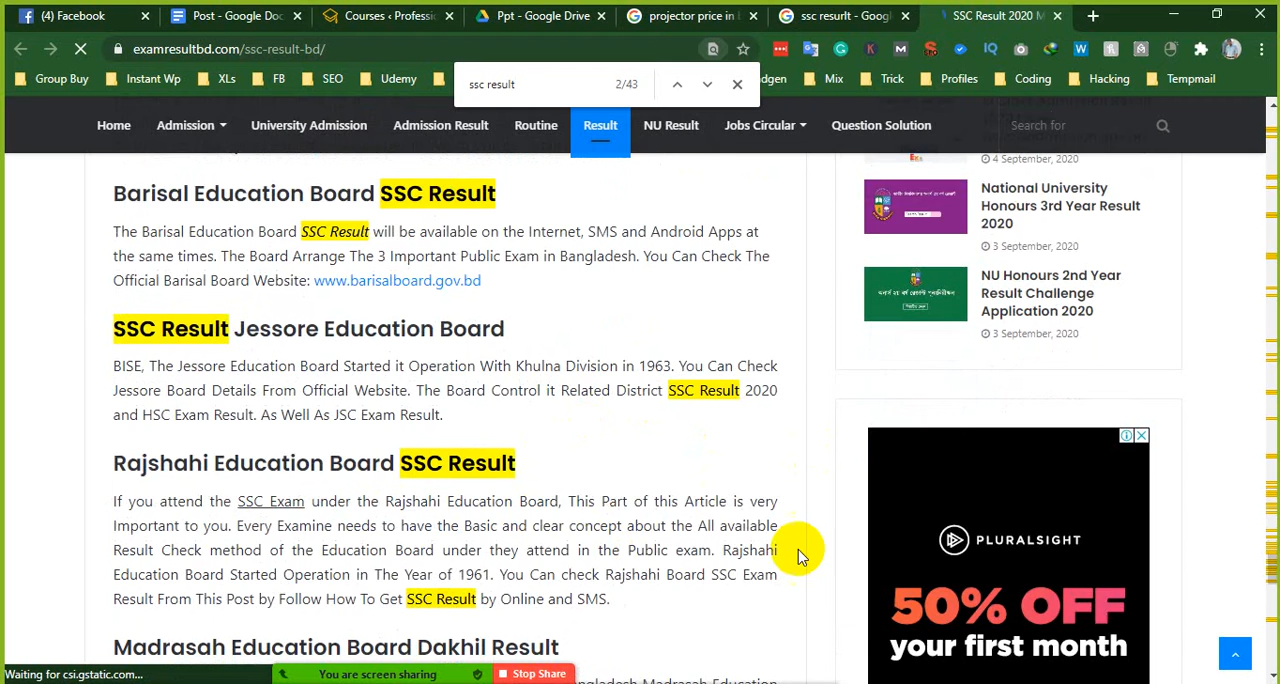 (4) Facebook
Post - Google Doc
Courses ‹ Professi
Ppt - Google Drive
projector price in b
ssc resurlt - Googl
SSC Result 2020 M
examresultbd.com/ssc-result-bd/
Group Buy
Instant Wp
XLs
FB
SEO
Udemy
adgen
Mix
Trick
Profiles
Coding
Hacking
Tempmail
ssc result
2/43
Home
Admission
University Admission
Admission Result
Routine
Result
NU Result
Jobs Circular
Question Solution
Search for
Barisal Education Board SSC Result
The Barisal Education Board SSC Result will be available on the Internet, SMS and Android Apps at
the same times. The Board Arrange The 3 Important Public Exam in Bangladesh. You Can Check The
Official Barisal Board Website: www.barisalboard.gov.bd
SSC Result Jessore Education Board
BISE, The Jessore Education Board Started it Operation With Khulna Division in 1963. You Can Check
Jessore Board Details From Official Website. The Board Control it Related District SSC Result 2020
and HSC Exam Result. As Well As JSC Exam Result.
Rajshahi Education Board SSC Result
If you attend the SSC Exam under the Rajshahi Education Board, This Part of this Article is very
Important to you. Every Examine needs to have the Basic and clear concept about the All available
Result Check method of the Education Board under they attend in the Public exam. Rajshahi
Education Board Started Operation in The Year of 1961. You Can check Rajshahi Board SSC Exam
Result From This Post by Follow How To Get SSC Result by Online and SMS.
Madrasah Education Board Dakhil Result
4 September, 2020
National University
Honours 3rd Year Result
2020
3 September, 2020
NU Honours 2nd Year
Result Challenge
Application 2020
3 September, 2020
PLURALSIGHT
50% OFF
your first month
Waiting for csi.gstatic.com...
You are screen sharing
Stop Share